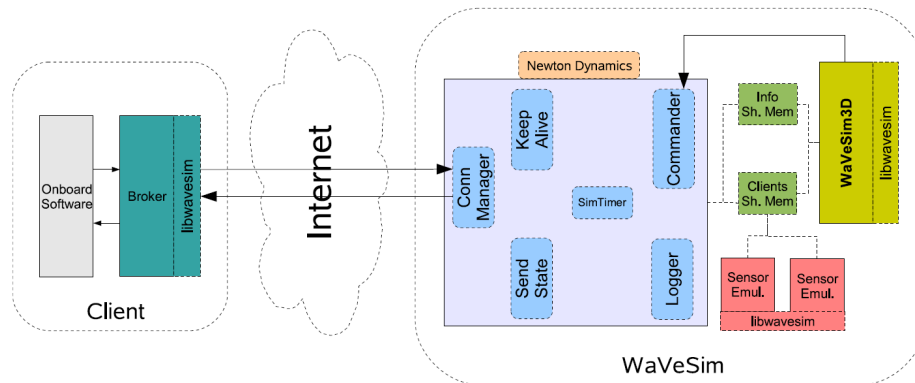 Onboard
Software
Broker
libwavesim
Client
Internet
Newton Dynamics
Conn
Manager
Keep
Alive
Commander
SimTimer
Send
State
Logger
Info
Sh. Mem
Clients
Sh. Mem
WaVeSim3D
libwavesim
Sensor
Emul.
Sensor
Emul.
libwavesim
WaVeSim